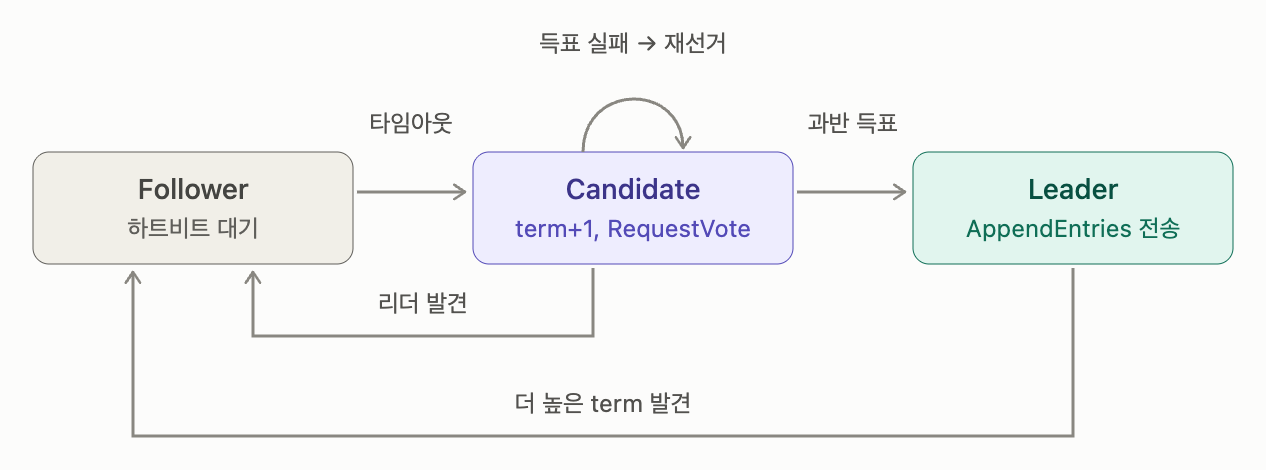 득표 실패 → 재선거
타임아웃
과반 득표
Follower
하트비트 대기
Candidate
term+1, RequestVote
Leader
AppendEntries 전송
리더 발견
더 높은 term 발견